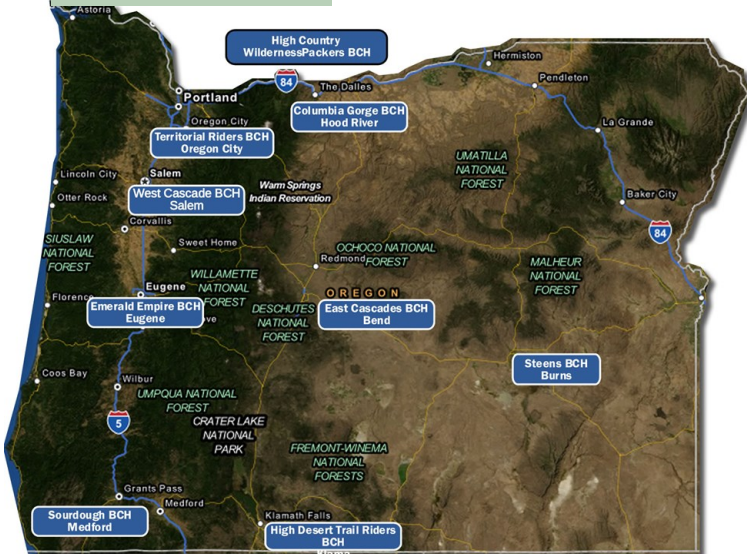 Astoria
High Country
WildernessPackers BCH
Hermiston
84
The Dalles
Pendleton
Portland
Columbia Gorge BCH
Hood River
Oregon City
La Grande
Territorial Riders BCH
Oregon City
UMATILLA
NATIONAL
FOREST
Lincoln City
Salem
Warm Springs
Indian Reservation
West Cascade BCH
Salem
Otter Rock
Baker City
Corvallis
84
SIUSLAW
NATIONAL
FOREST
Sweet Home
OCHOCO NATIONAL
FOREST
Redmond
MALHEUR
NATIONAL
FOREST
WILLAMETTE
NATIONAL
FOREST
Eugene
OREGON
Florence
Emerald Empire BCH
Eugene
ove
DESCHUTES
NATIONAL
FOREST
East Cascades BCH
Bend
Steens BCH
Burns
Coos Bay
Wilbur
UMPQUA NATIONAL
FOREST
5
CRATER LAKE
NATIONAL
PARK
FREMONT-WINEMA
NATIONAL
FORESTS
Grants Pass
Medford
Sourdough BCH
Medford
Klamath Falls
High Desert Trail Riders
BCH